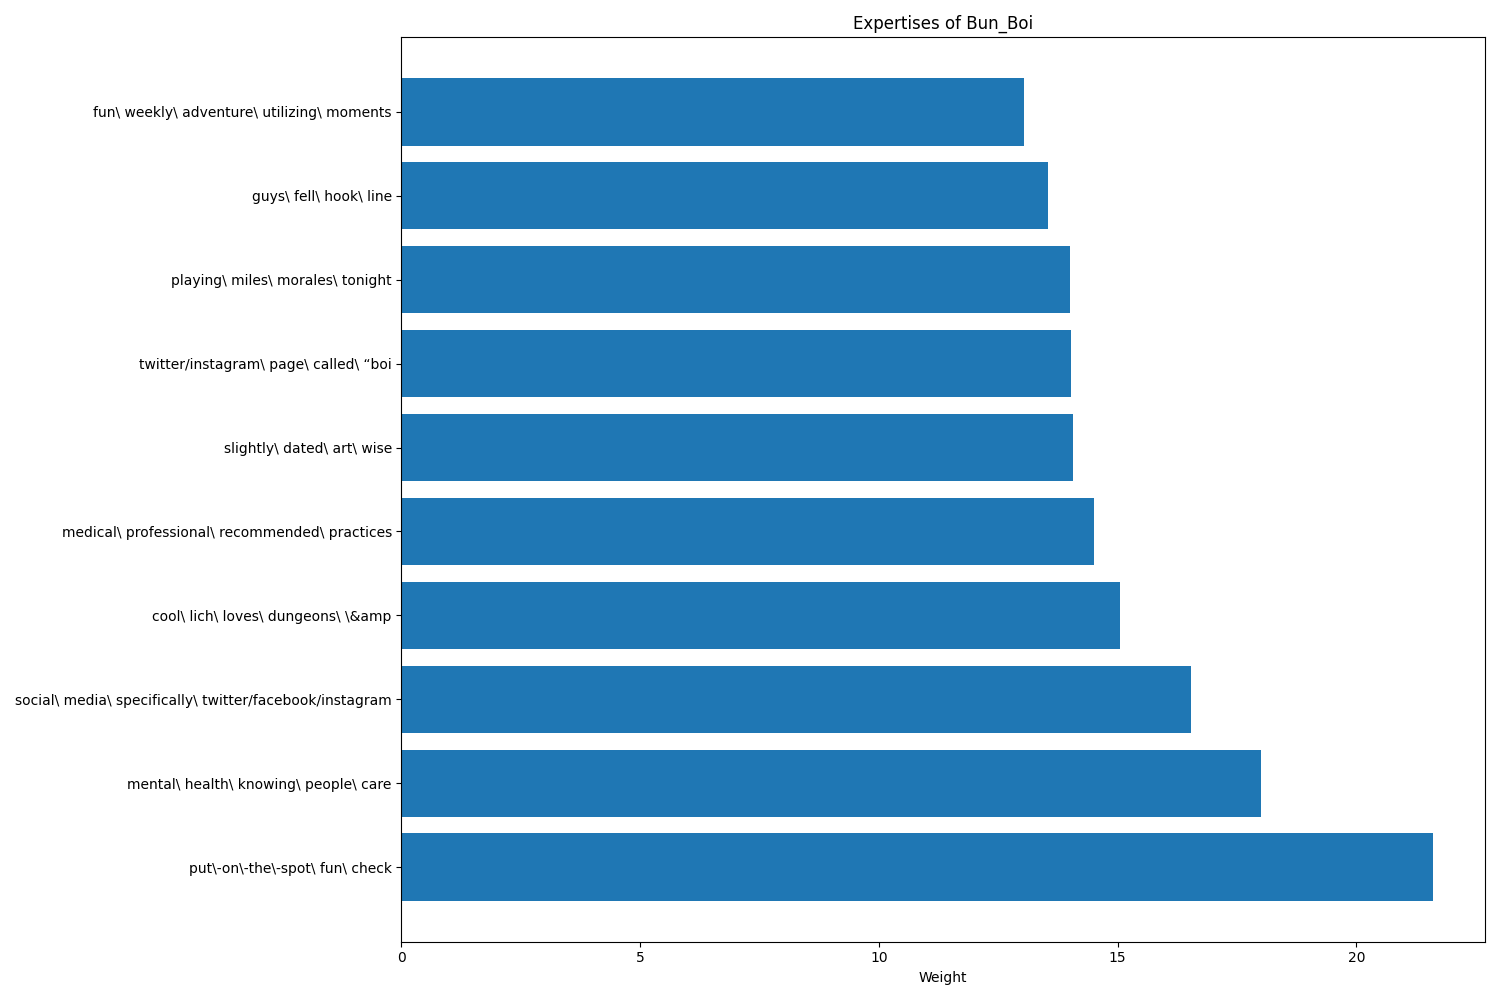 Expertises of Bun_Boi
fun\ weekly\ adventure\ utilizing\ moments
guys\ fell\ hook\ line
playing\ miles\ morales\ tonight
twitter/instagram\ page\ called\ “boi
slightly\ dated\ art\ wise
medical\ professional\ recommended\ practices
cool\ lich\ loves\ dungeons\ \&amp
social\ media\ specifically\ twitter/facebook/instagram
mental\ health\ knowing\ people\ care
put\-on\-the\-spot\ fun\ check
0 5 10 15 20
Weight